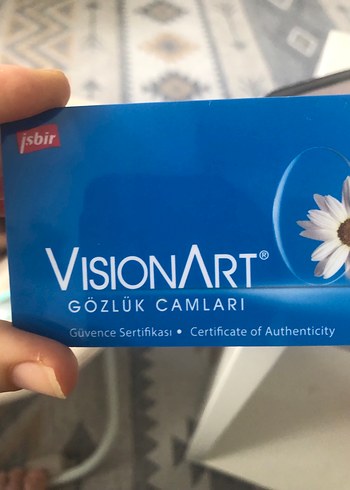 işbir
VISIONART®
GÖZLÜK CAMLARI
Güvence Sertifikası • Certificate of Authenticity